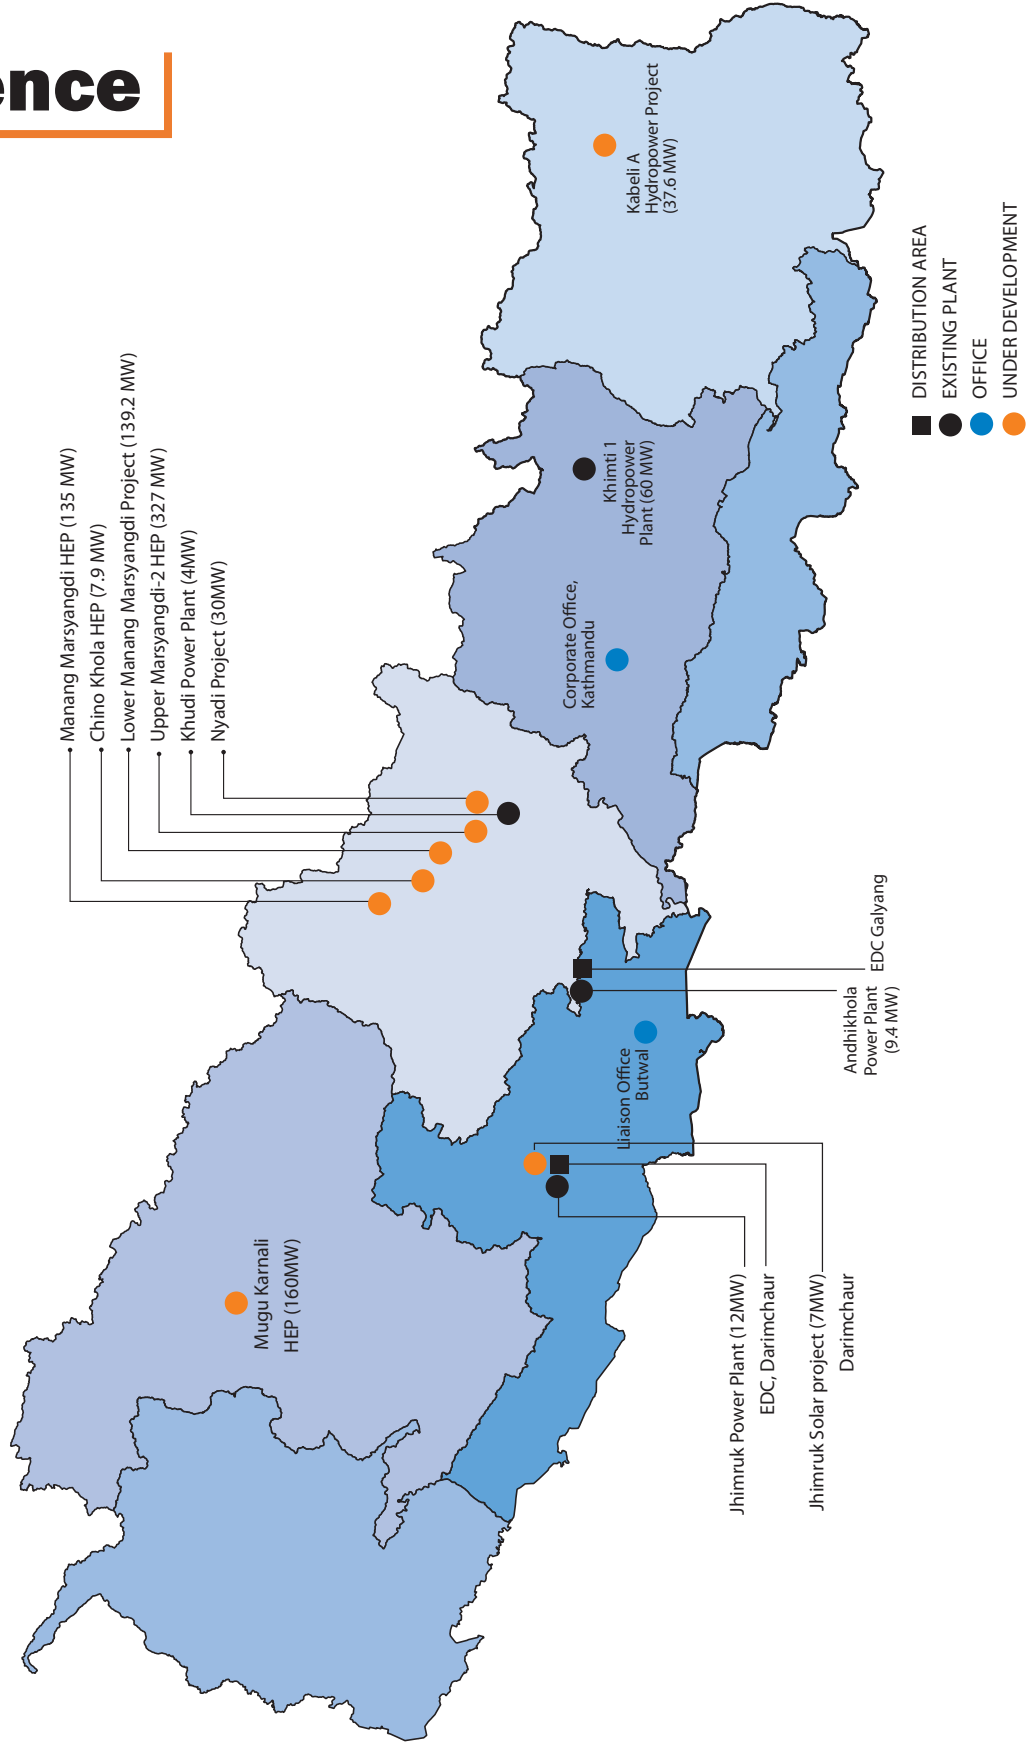 ence
Manang Marsyangdi HEP (135 MW)
Chino Khola HEP (7.9 MW)
Lower Manang Marsyangdi Project (139.2 MW)
Upper Marsyangdi-2 HEP (327 MW)
Khudi Power Plant (4MW)
Nyadi Project (30MW)
Mugu Karnali
HEP (160MW)
Corporate Office,
Kathmandu
Khimti 1
Hydropower
Plant (60 MW)
Kabeli A
Hydropower Project
(37.6 MW)
Liaison Office
Butwal
Jhimruk Power Plant (12MW)
EDC, Darimchaur
Jhimruk Solar project (7MW)
Darimchaur
Andhikhola
Power Plant
(9.4 MW)
EDC Galyang
DISTRIBUTION AREA
EXISTING PLANT
OFFICE
UNDER DEVELOPMENT